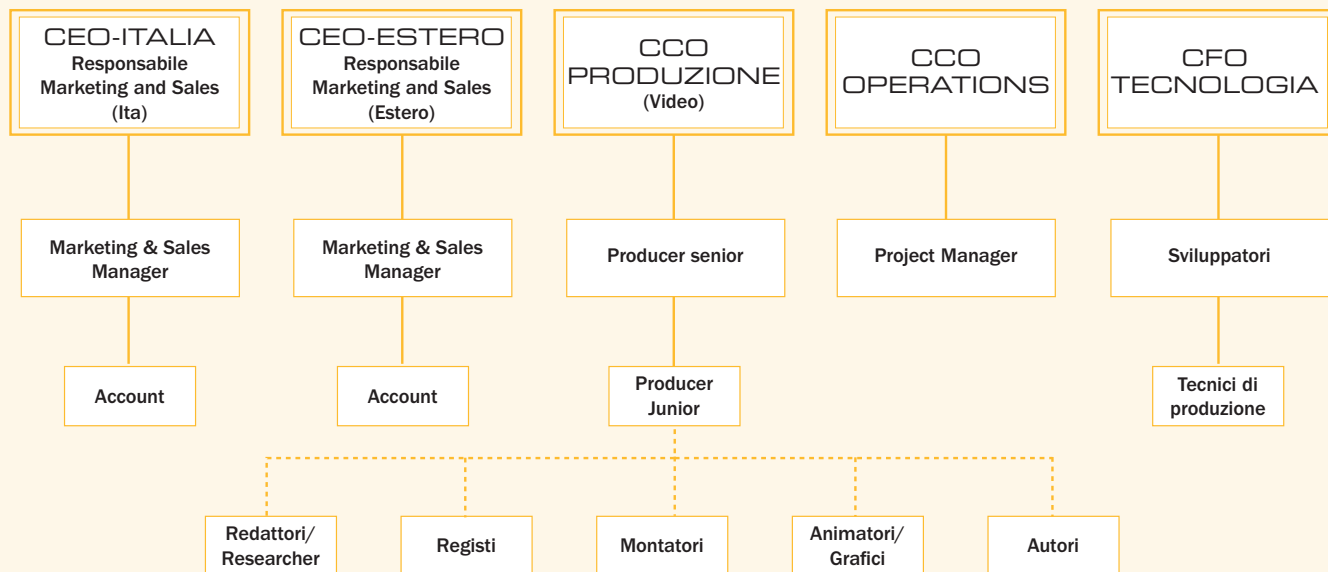 CEO-ITALIA
Responsabile
Marketing and Sales
(Ita)
CEO-ESTERO
Responsabile
Marketing and Sales
(Estero)
CCO
PRODUZIONE
(Video)
CCO
OPERATIONS
CFO
TECNOLOGIA
Marketing & Sales
Manager
Marketing & Sales
Manager
Producer senior
Project Manager
Sviluppatori
Account
Account
Producer
Junior
Tecnici di
produzione
Redattori/
Researcher
Registi
Montatori
Animatori/
Grafici
Autori